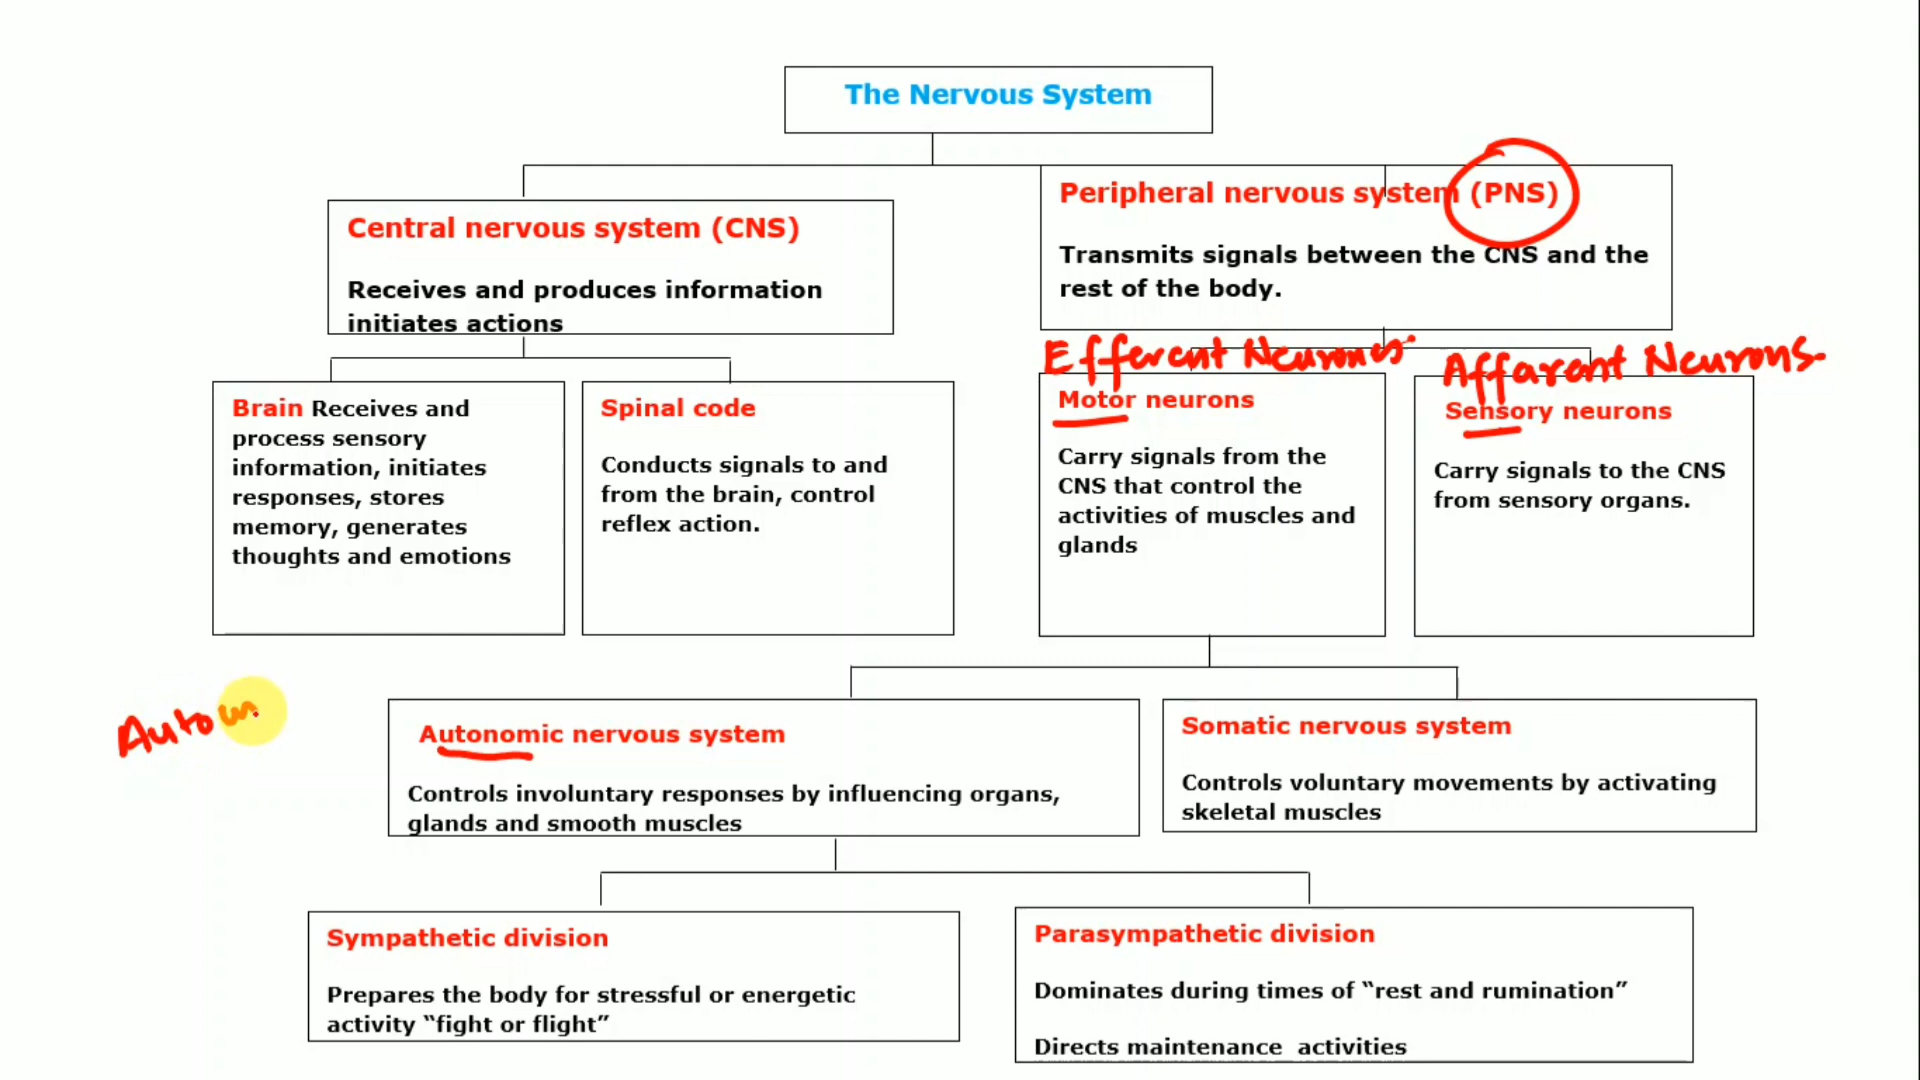 The Nervous System
Central nervous system (CNS)
Receives and produces information
initiates actions
Peripheral nervous system (PNS)
Transmits signals between the CNS and the
rest of the body.
Brain Receives and
process sensory
information, initiates
responses, stores
memory, generates
thoughts and emotions
Spinal code
Conducts signals to and
from the brain, control
reflex action.
Efferent Neurones.
Motor neurons
Carry signals from the
CNS that control the
activities of muscles and
glands
Affarent Neurons.
Sensory neurons
Carry signals to the CNS
from sensory organs.
Auto
Autonomic nervous system
Controls involuntary responses by influencing organs,
glands and smooth muscles
Somatic nervous system
Controls voluntary movements by activating
skeletal muscles
Sympathetic division
Prepares the body for stressful or energetic
activity “fight or flight”
Parasympathetic division
Dominates during times of “rest and rumination”
Directs maintenance activities